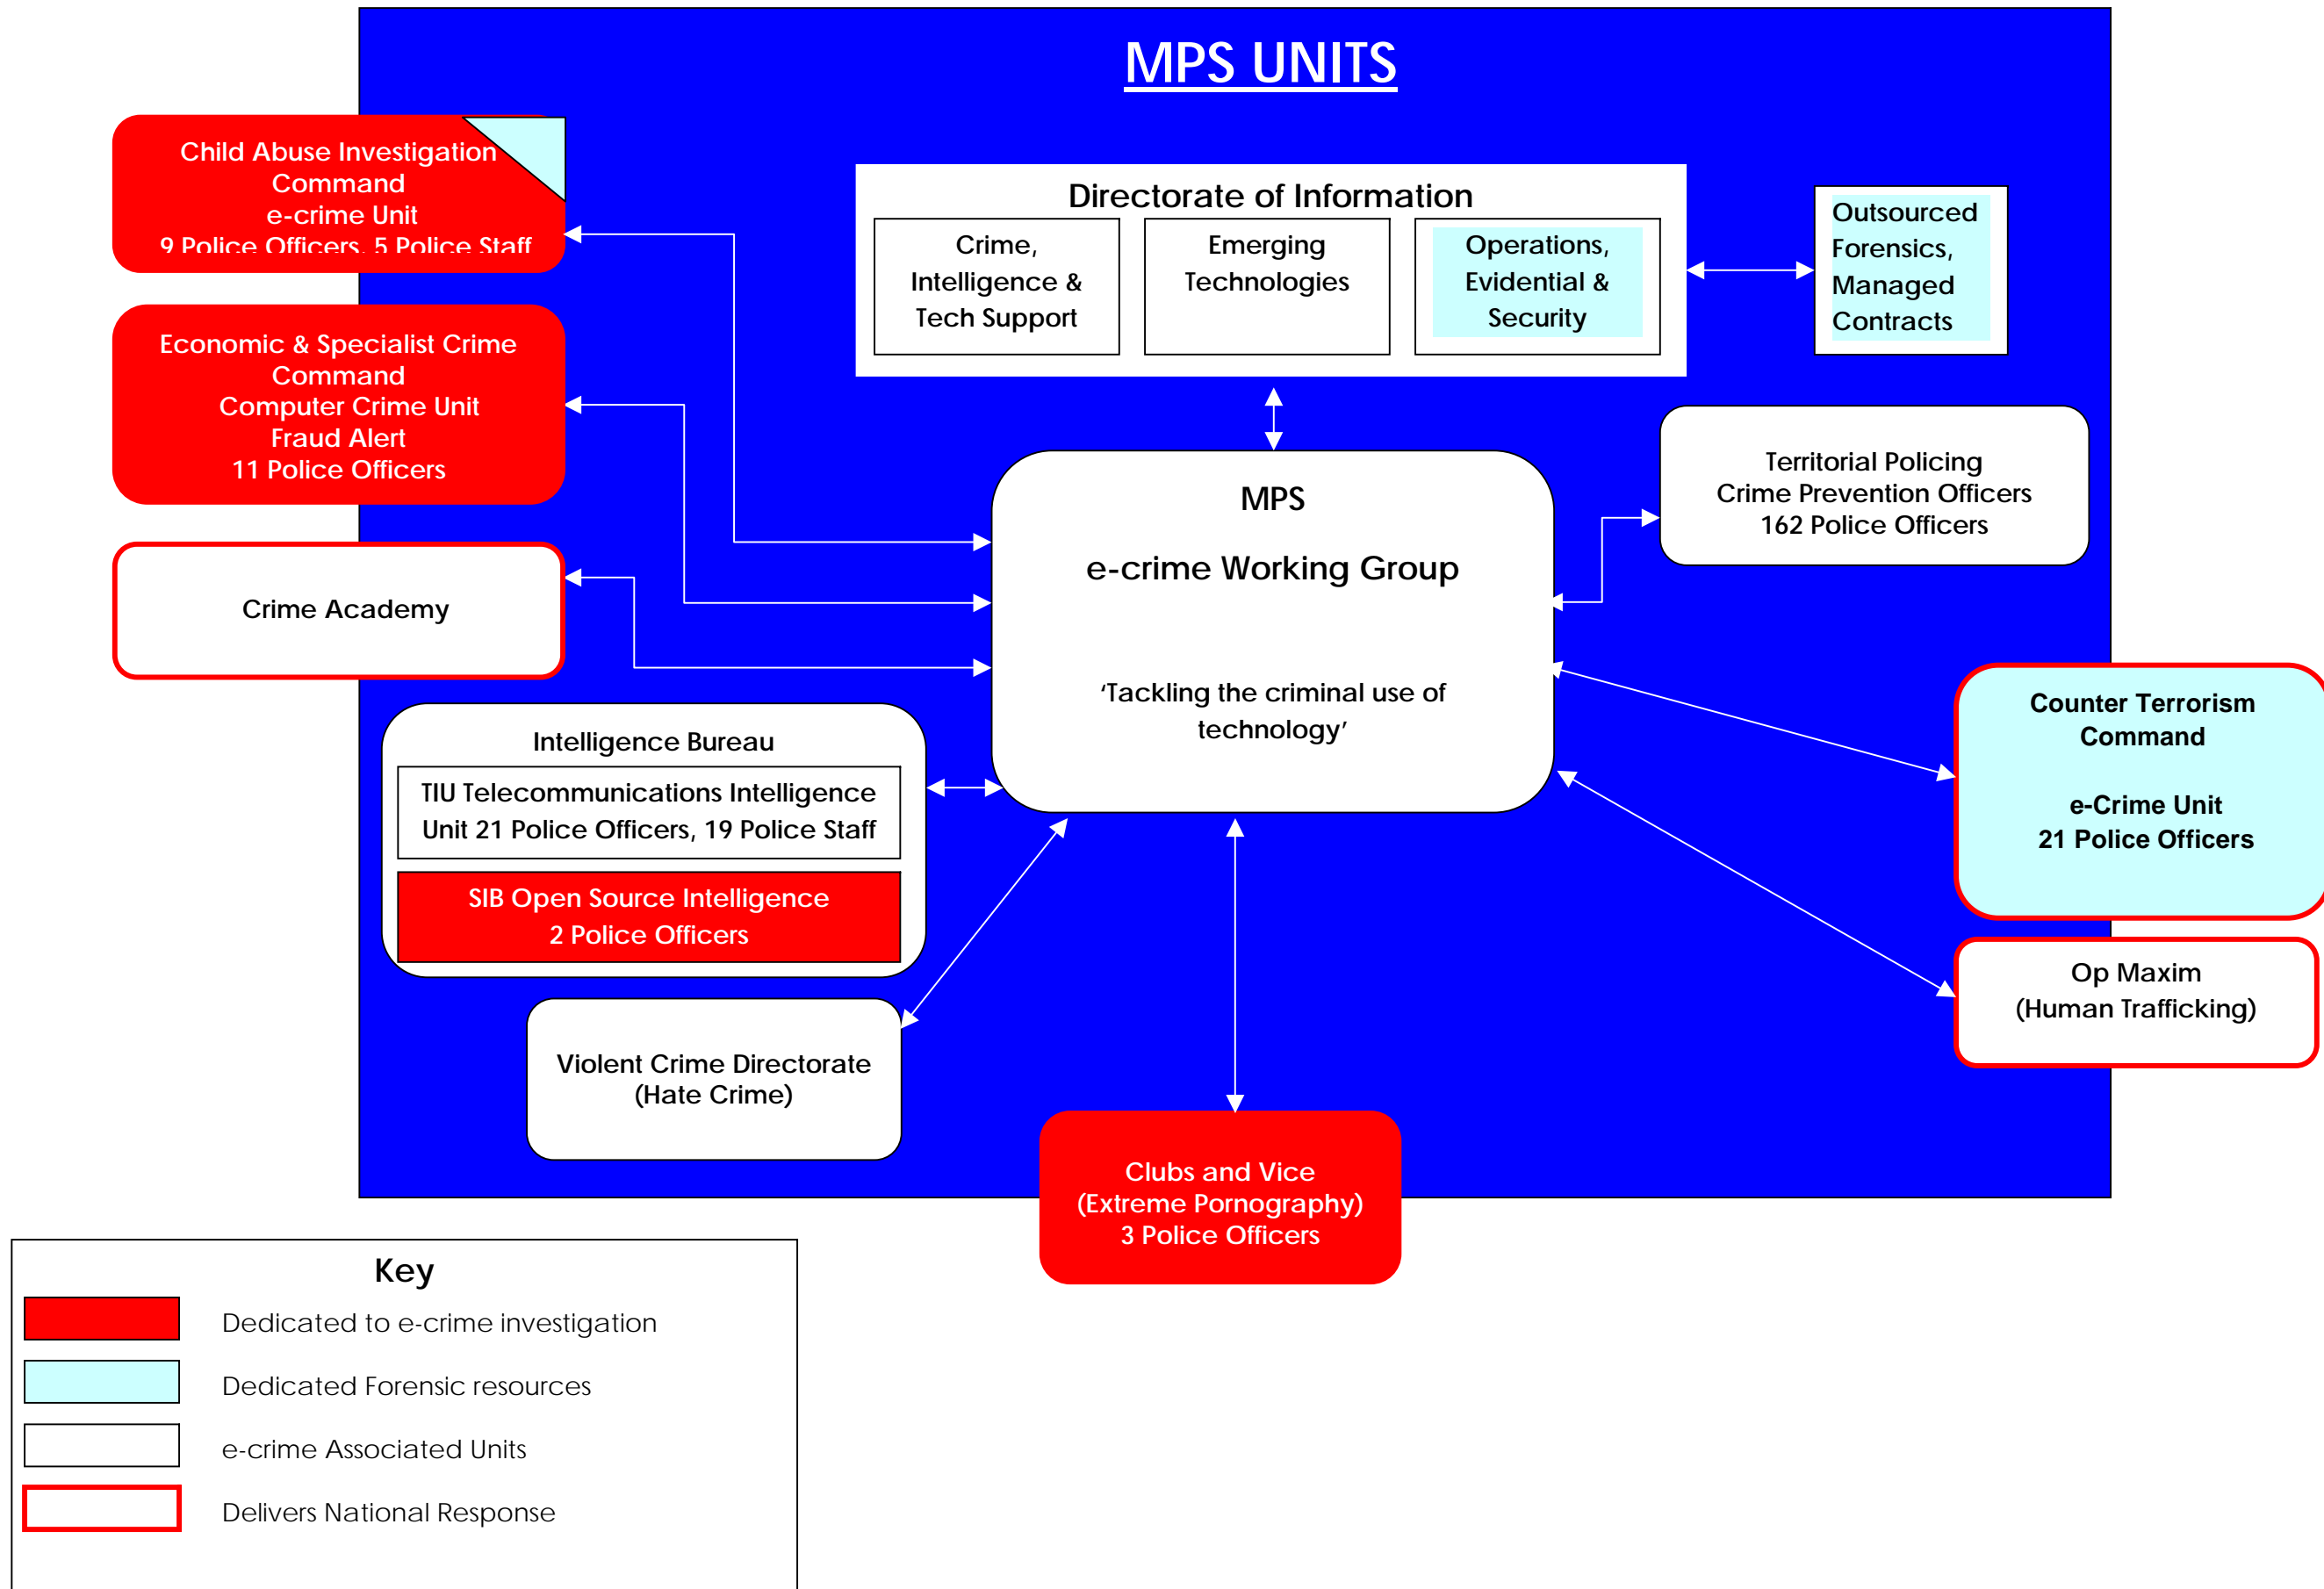 MPS UNITS
Child Abuse Investigation
Command
e-crime Unit
9 Police Officers, 5 Police Staff
Economic & Specialist Crime
Command
Computer Crime Unit
Fraud Alert
11 Police Officers
Crime Academy
Directorate of Information
Crime,
Intelligence &
Tech Support
Emerging
Technologies
Operations,
Evidential &
Security
Outsourced
Forensics,
Managed
Contracts
Territorial Policing
Crime Prevention Officers
162 Police Officers
MPS
e-crime Working Group
‘Tackling the criminal use of
technology’
Intelligence Bureau
TIU Telecommunications Intelligence
Unit 21 Police Officers, 19 Police Staff
SIB Open Source Intelligence
2 Police Officers
Counter Terrorism
Command
e-Crime Unit
21 Police Officers
Op Maxim
(Human Trafficking)
Violent Crime Directorate
(Hate Crime)
Clubs and Vice
(Extreme Pornography)
3 Police Officers
Key
Dedicated to e-crime investigation
Dedicated Forensic resources
e-crime Associated Units
Delivers National Response